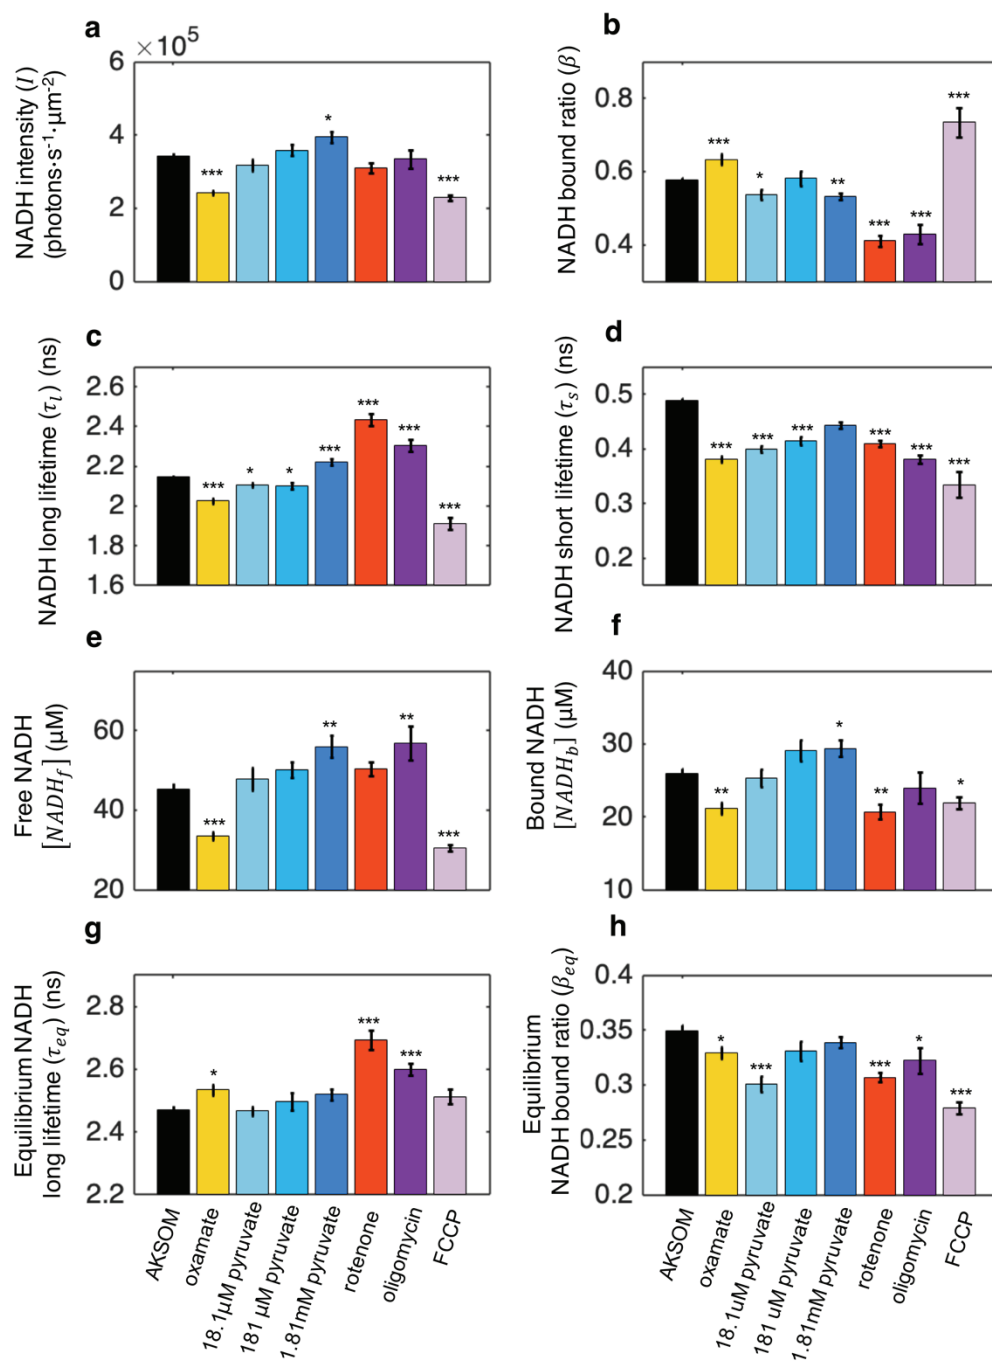 a
×10⁵
NADH intensity (I)
(photons·s⁻¹·µm⁻²)
6
4
2
0
***
*
***
b
NADH bound ratio (β)
0.8
0.6
0.4
***
*
**
***
***
***
c
NADH long lifetime (τₗ) (ns)
2.6
2.4
2.2
2
1.8
1.6
***
*
*
***
***
***
***
d
NADH short lifetime (τₛ) (ns)
0.5
0.4
0.3
0.2
***
***
***
***
***
***
e
Free NADH
[NADH_f] (µM)
60
40
20
***
**
**
***
f
Bound NADH
[NADH_b] (µM)
40
30
20
10
**
*
**
*
g
Equilibrium NADH
long lifetime (τ_eq) (ns)
2.8
2.6
2.4
2.2
*
***
***
h
Equilibrium
NADH bound ratio (β_eq)
0.4
0.35
0.3
0.25
0.2
*
***
***
*
***
AKSOM
oxamate
18.1µM pyruvate
181 µM pyruvate
1.81mM pyruvate
rotenone
oligomycin
FCCP
AKSOM
oxamate
18.1uM pyruvate
181 uM pyruvate
1.81mM pyruvate
rotenone
oligomycin
FCCP